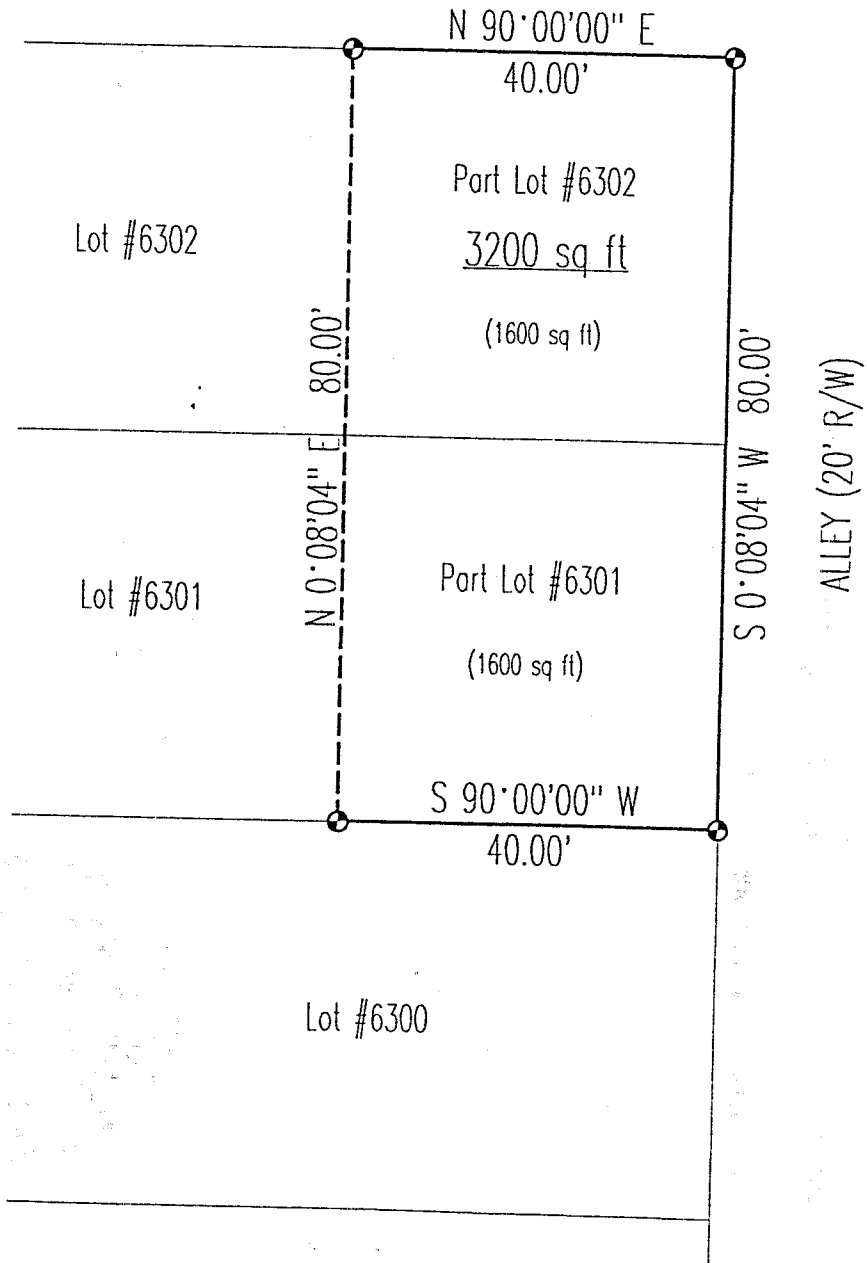 N 90°00'00" E
40.00'
Part Lot #6302
3200 sq ft
(1600 sq ft)
Lot #6302
N 0°08'04" E 80.00'
S 0°08'04" W 80.00'
ALLEY (20' R/W)
Lot #6301
Part Lot #6301
(1600 sq ft)
S 90°00'00" W
40.00'
Lot #6300